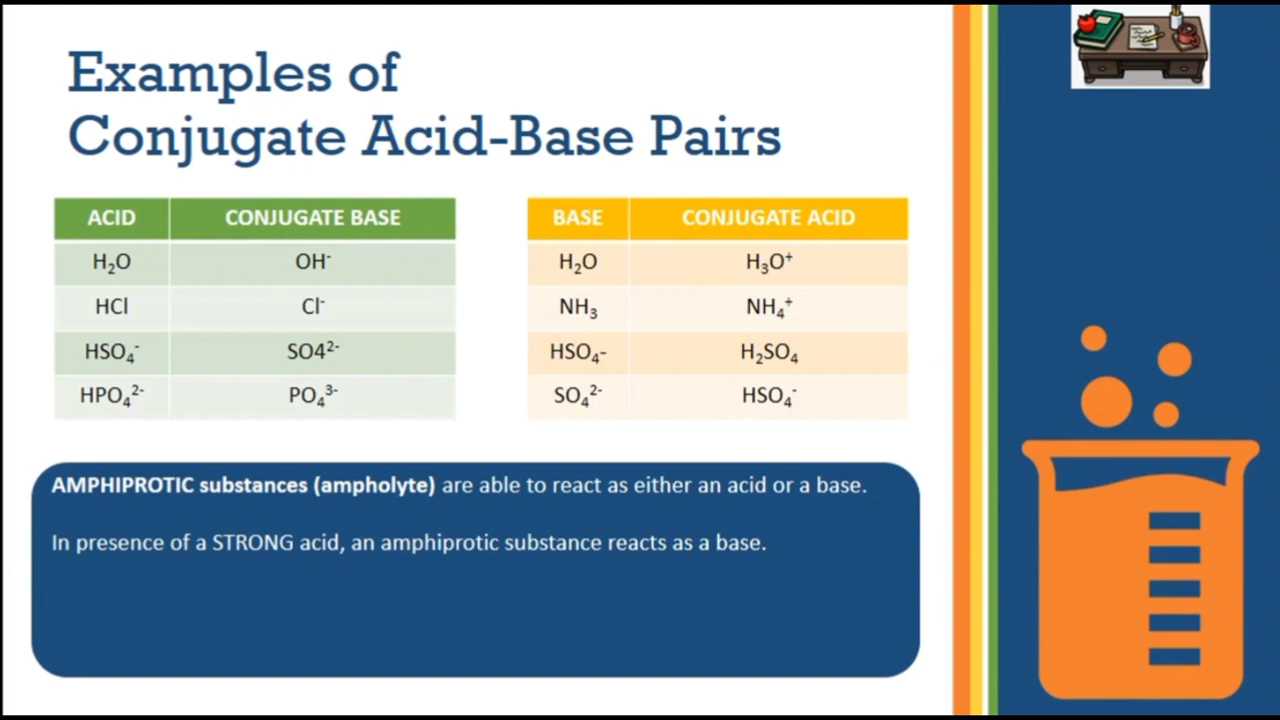 Examples of
Conjugate Acid-Base Pairs
ACID CONJUGATE BASE
H₂O OH⁻
HCl Cl⁻
HSO₄⁻ SO4²⁻
HPO₄²⁻ PO₄³⁻
BASE CONJUGATE ACID
H₂O H₃O⁺
NH₃ NH₄⁺
HSO₄- H₂SO₄
SO₄²⁻ HSO₄⁻
AMPHIPROTIC substances (ampholyte) are able to react as either an acid or a base.
In presence of a STRONG acid, an amphiprotic substance reacts as a base.